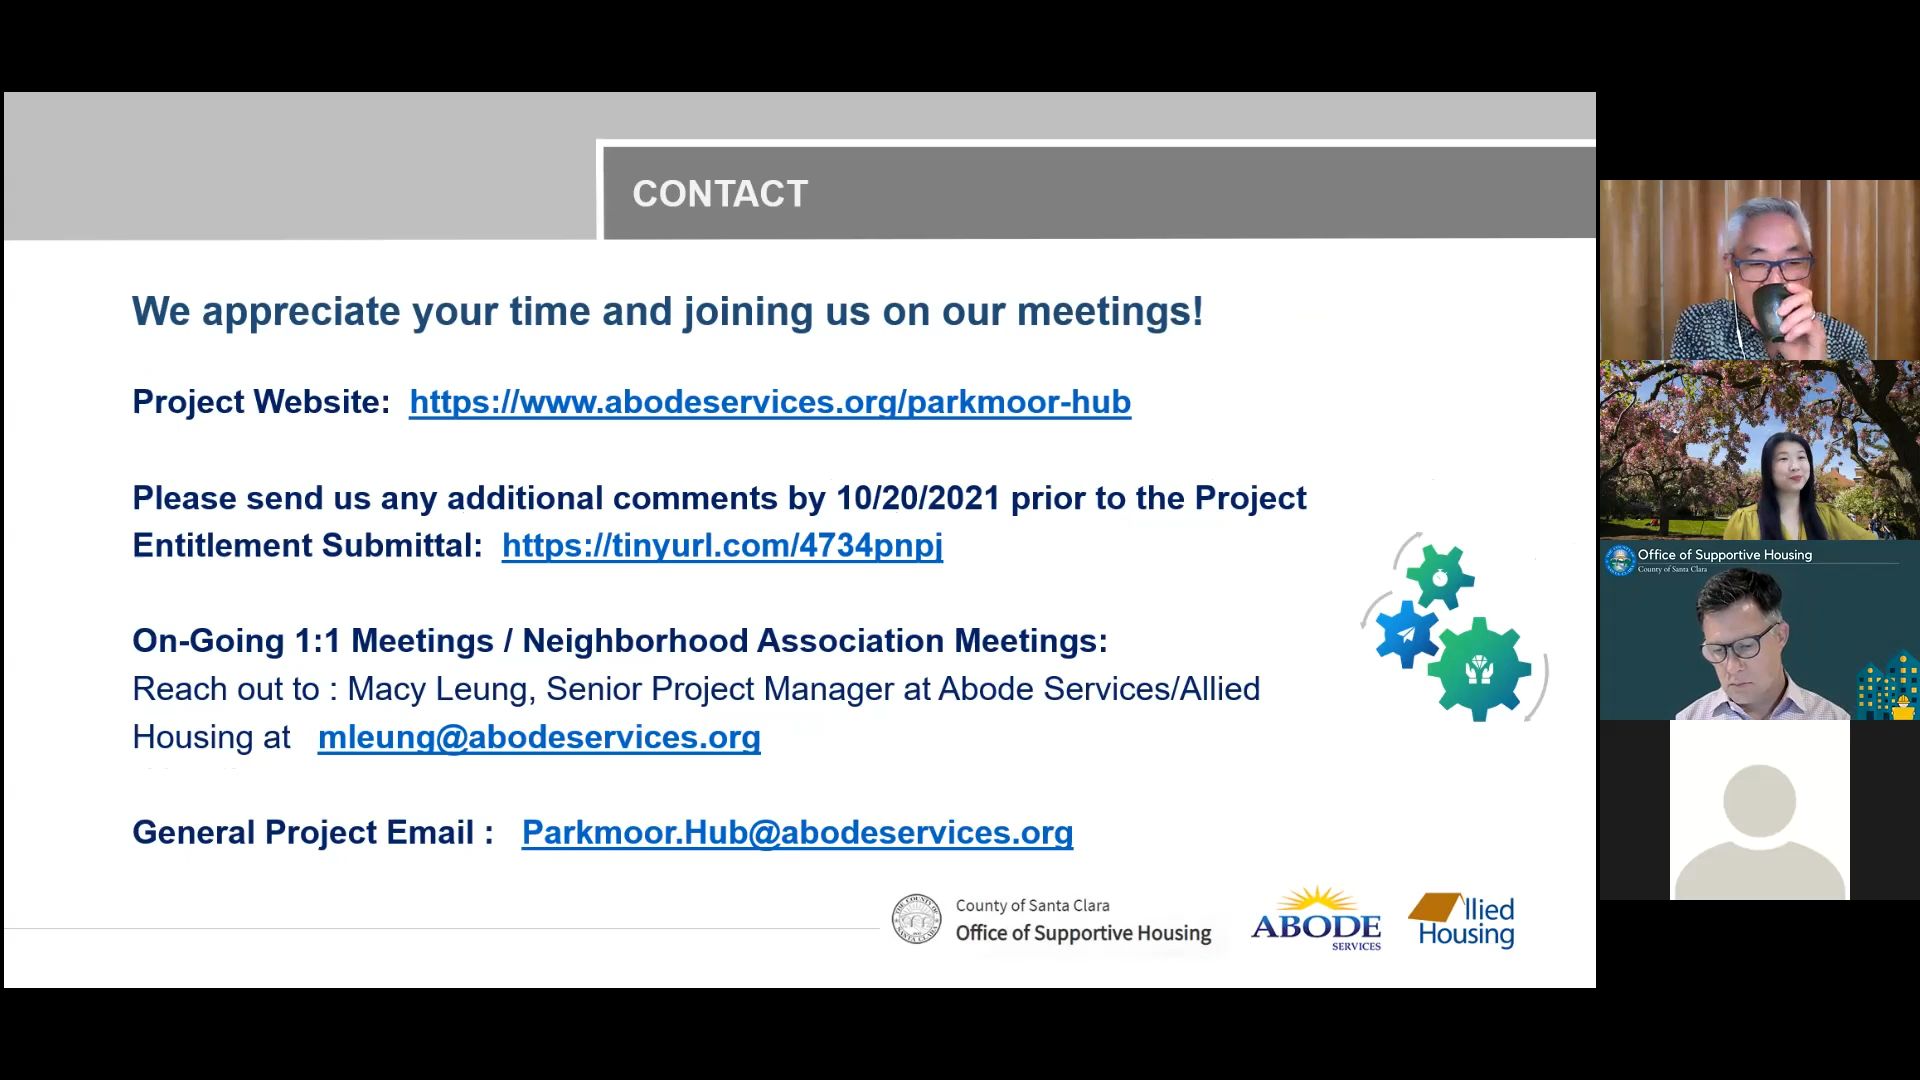 CONTACT
We appreciate your time and joining us on our meetings!
Project Website: https://www.abodeservices.org/parkmoor-hub
Please send us any additional comments by 10/20/2021 prior to the Project
Entitlement Submittal: https://tinyurl.com/4734pnpj
On-Going 1:1 Meetings / Neighborhood Association Meetings:
Reach out to : Macy Leung, Senior Project Manager at Abode Services/Allied
Housing at mleung@abodeservices.org
General Project Email : Parkmoor.Hub@abodeservices.org
County of Santa Clara
Office of Supportive Housing
ABODE
SERVICES
llied
Housing
Office of Supportive Housing
County of Santa Clara